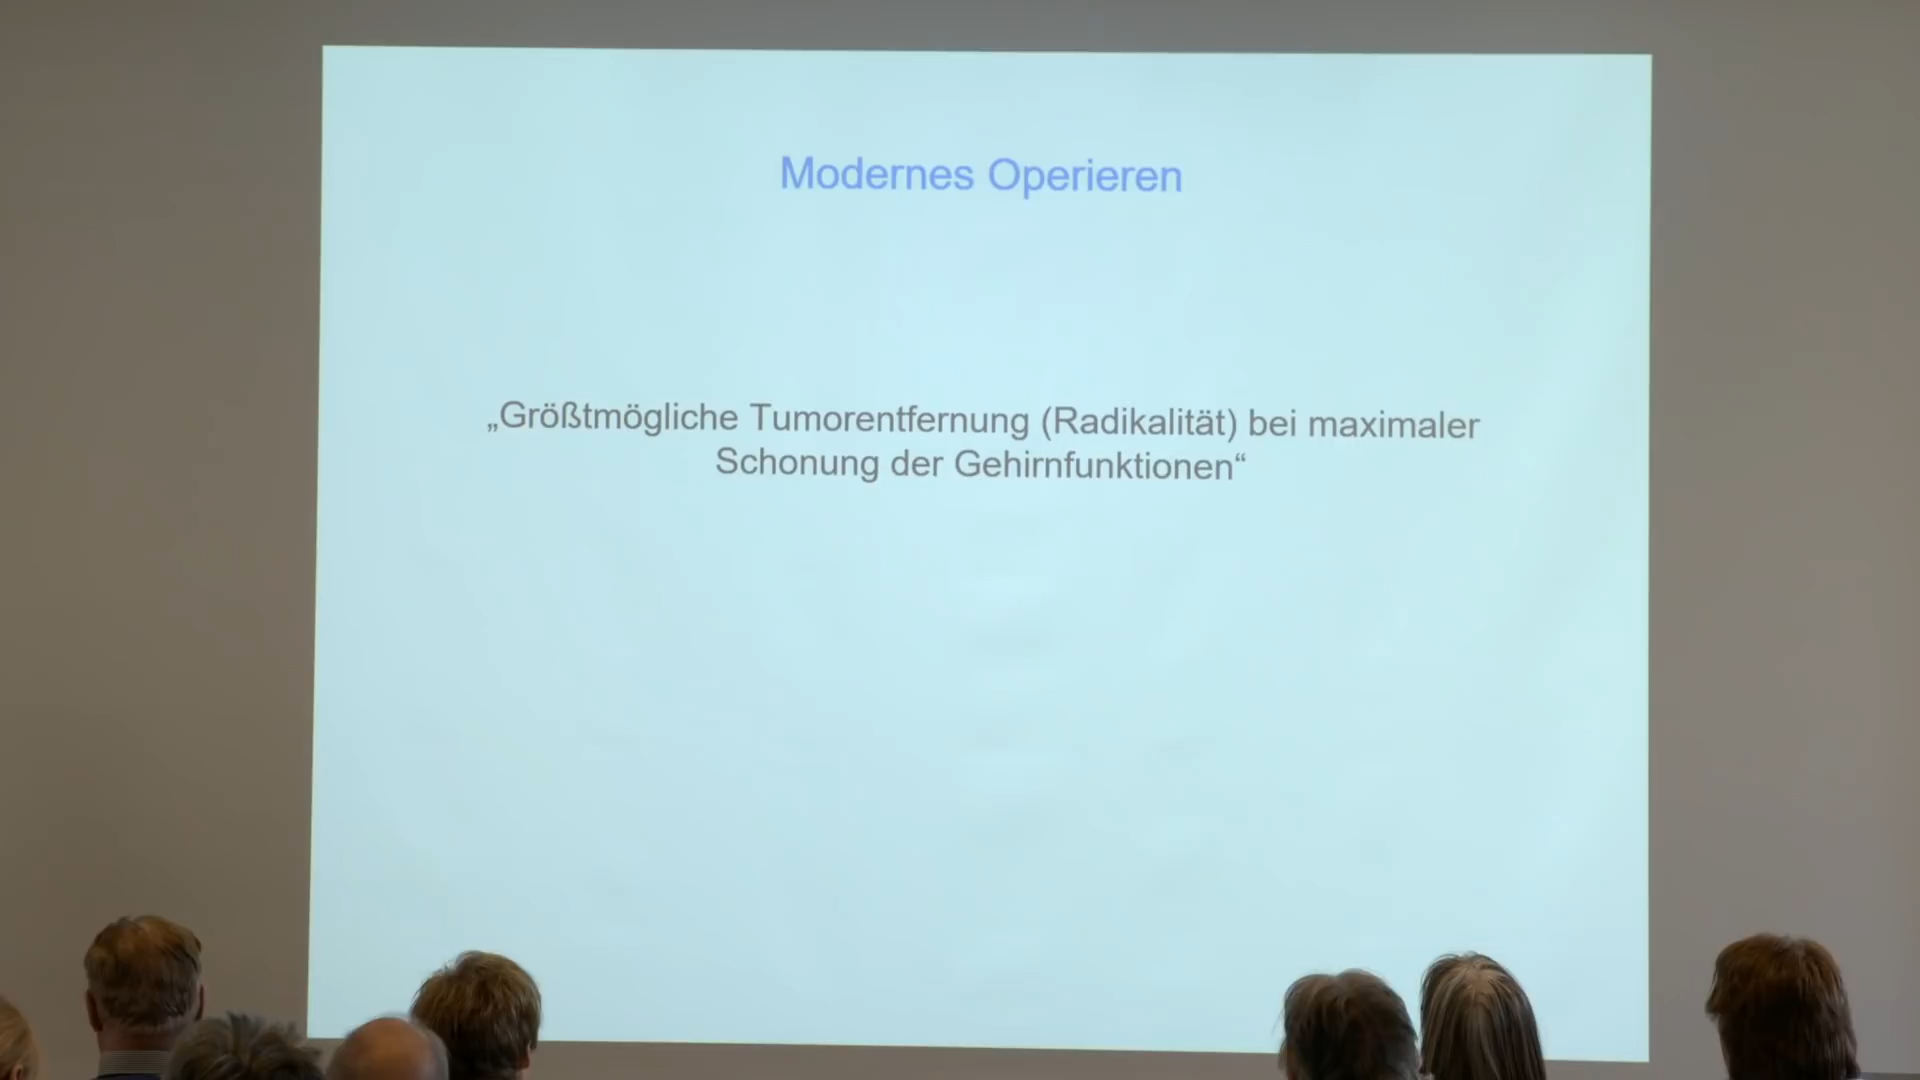 Modernes Operieren
„Größtmögliche Tumorentfernung (Radikalität) bei maximaler
Schonung der Gehirnfunktionen“